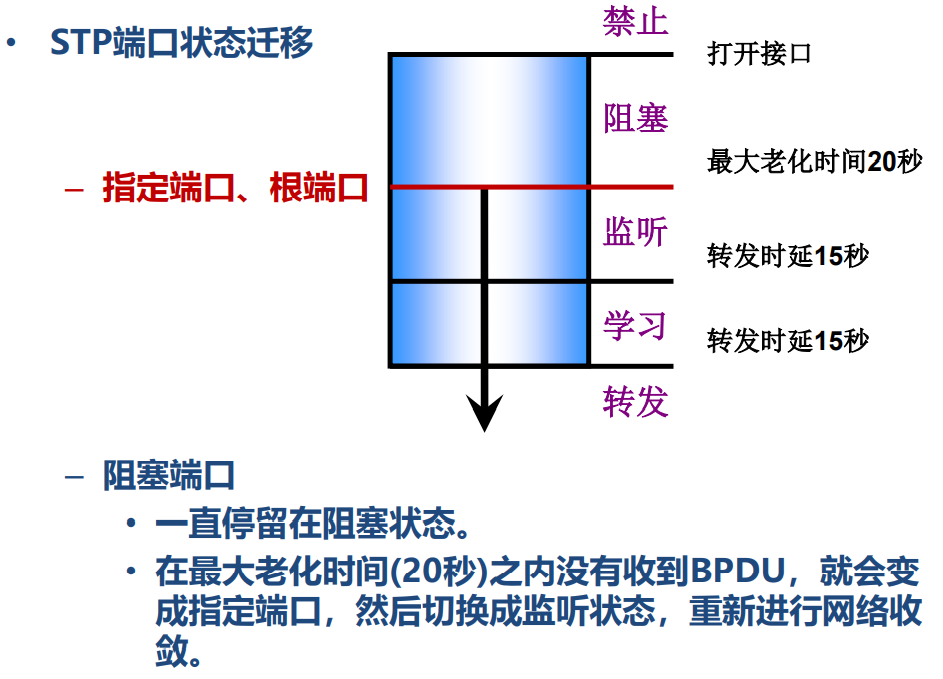 • STP端口状态迁移
禁止
打开接口
阻塞
最大老化时间20秒
– 指定端口、根端口
监听
转发时延15秒
学习
转发时延15秒
转发
– 阻塞端口
• 一直停留在阻塞状态。
• 在最大老化时间(20秒)之内没有收到BPDU，就会变
成指定端口，然后切换成监听状态，重新进行网络收
敛。